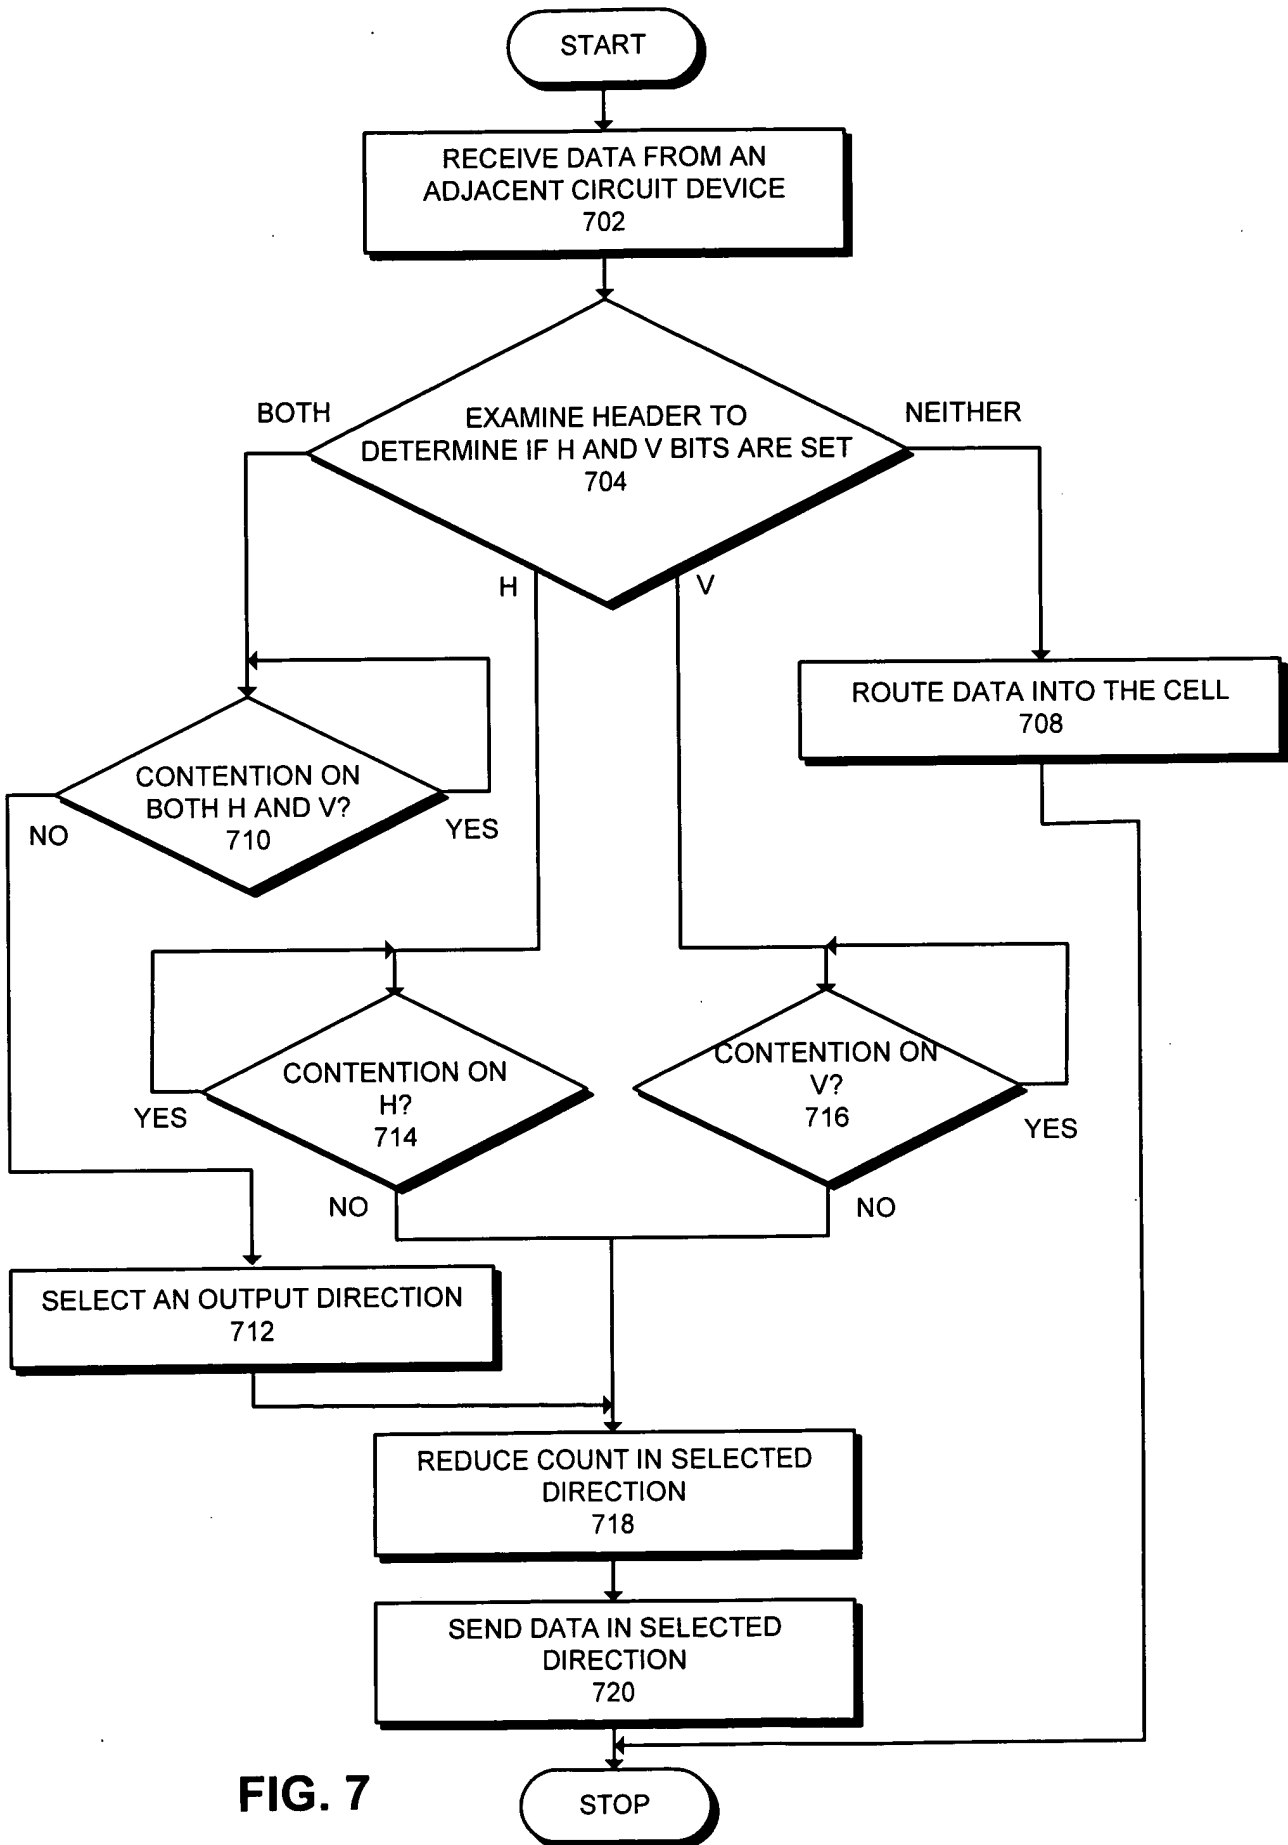 START
RECEIVE DATA FROM AN
ADJACENT CIRCUIT DEVICE
702
BOTH
EXAMINE HEADER TO
DETERMINE IF H AND V BITS ARE SET
704
NEITHER
H
V
ROUTE DATA INTO THE CELL
708
CONTENTION ON
BOTH H AND V?
710
NO
YES
CONTENTION ON
H?
714
YES
NO
CONTENTION ON
V?
716
YES
NO
SELECT AN OUTPUT DIRECTION
712
REDUCE COUNT IN SELECTED
DIRECTION
718
SEND DATA IN SELECTED
DIRECTION
720
STOP
FIG. 7